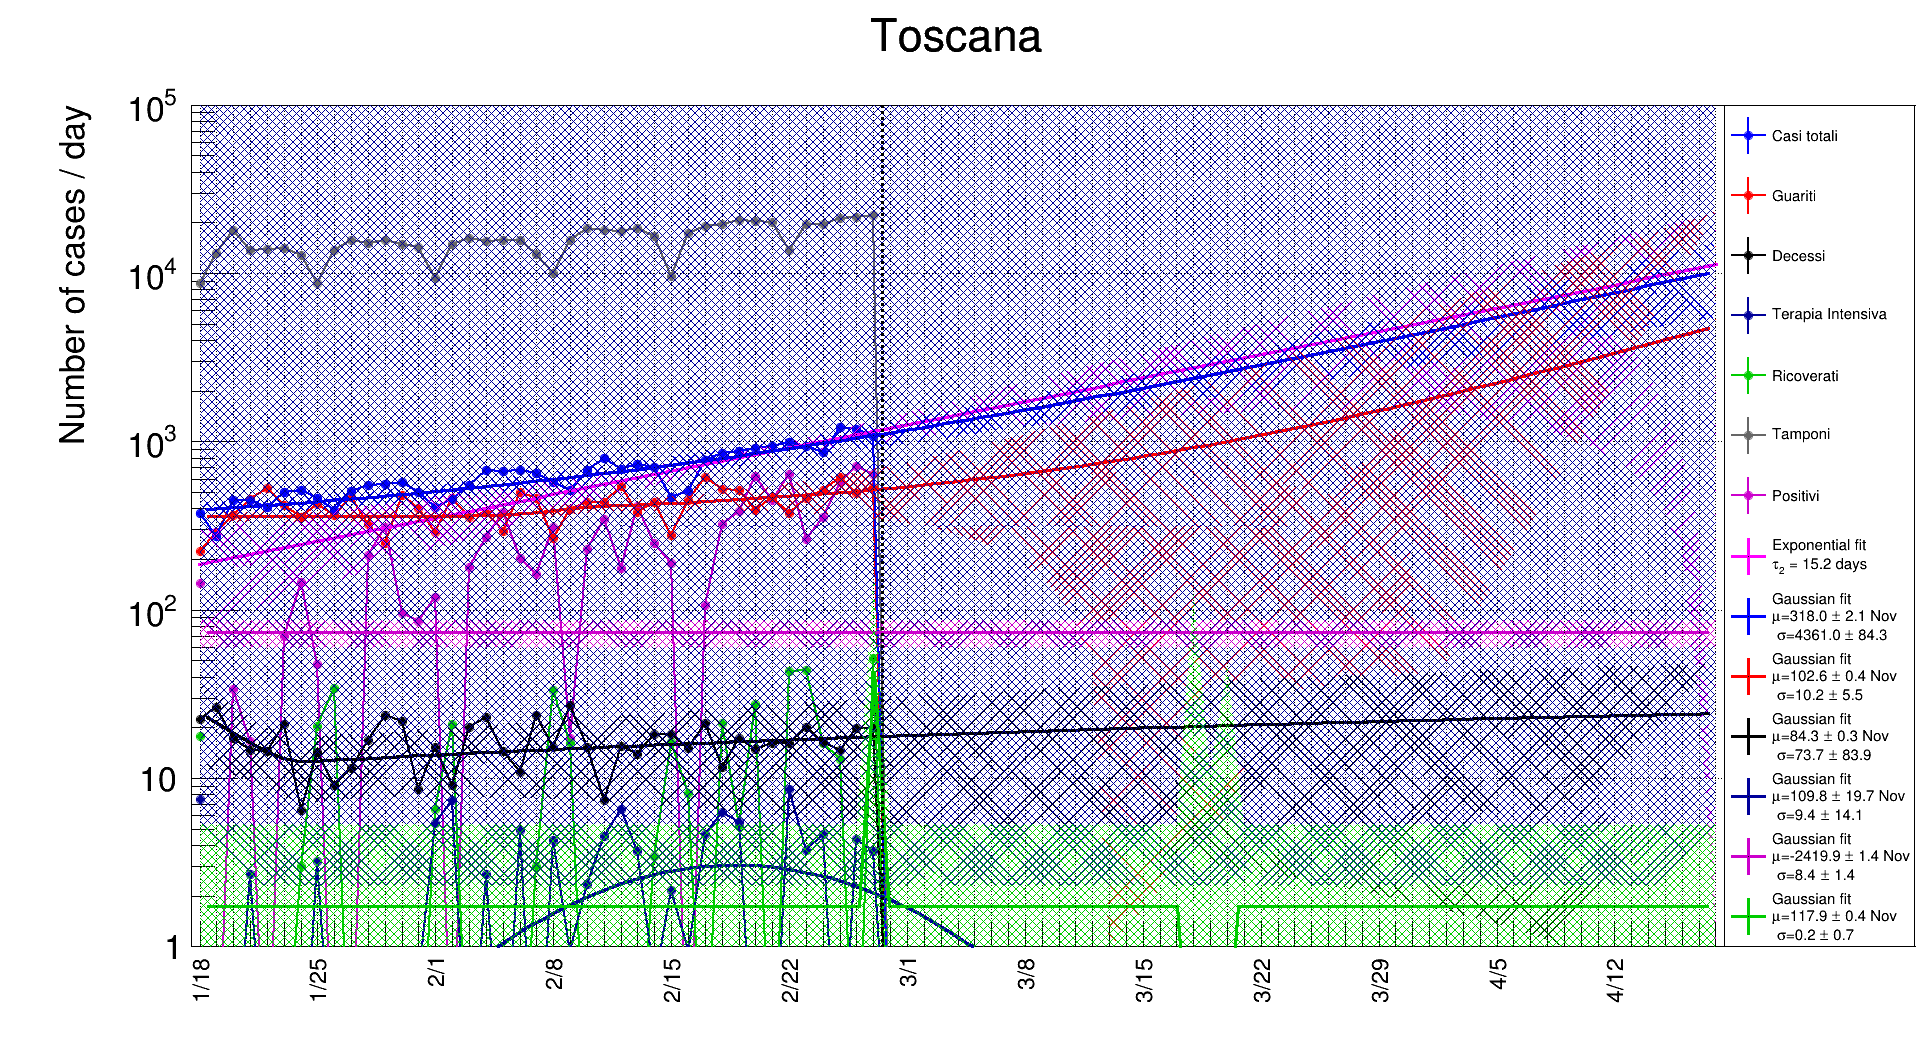 Toscana
Number of cases / day
10^5
10^4
10^3
10^2
10
1
1/18
1/25
2/1
2/8
2/15
2/22
3/1
3/8
3/15
3/22
3/29
4/5
4/12
Casi totali
Guariti
Decessi
Terapia Intensiva
Ricoverati
Tamponi
Positivi
Exponential fit
τ₂ = 15.2 days
Gaussian fit
μ=318.0 ± 2.1 Nov
σ=4361.0 ± 84.3
Gaussian fit
μ=102.6 ± 0.4 Nov
σ=10.2 ± 5.5
Gaussian fit
μ=84.3 ± 0.3 Nov
σ=73.7 ± 83.9
Gaussian fit
μ=109.8 ± 19.7 Nov
σ=9.4 ± 14.1
Gaussian fit
μ=-2419.9 ± 1.4 Nov
σ=8.4 ± 1.4
Gaussian fit
μ=117.9 ± 0.4 Nov
σ=0.2 ± 0.7